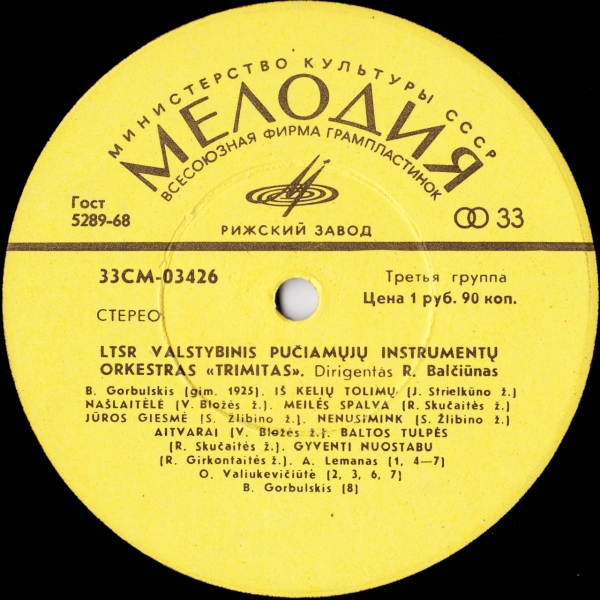 МИНИСТЕРСТВО КУЛЬТУРЫ СССР
МЕЛОДИЯ
ВСЕСОЮЗНАЯ ФИРМА ГРАМПЛАСТИНОК
Гост
5289-68
33
РИЖСКИЙ ЗАВОД
33СМ-03426
Третья группа
Цена 1 руб. 90 коп.
СТЕРЕО
LTSR VALSTYBINIS PUČIAMŲJŲ INSTRUMENTŲ
ORKESTRAS «TRIMITAS». Dirigentas R. Balčiūnas
B. Gorbulskis (gim. 1925). IŠ KELIŲ TOLIMŲ (J. Strielkūno ž.)
NAŠLAITĖLĖ (V. Bložės ž.). MEILĖS SPALVA (R. Skučaitės ž.)
JŪROS GIESMĖ (S. Žlibino ž.), NENUSIMINK (S. Žlibino ž.)
AITVARAI (V. Bložės ž.). BALTOS TULPĖS
(R. Skučaitės ž.). GYVENTI NUOSTABU
(R. Girkontaitės ž.). A. Lemanas (1, 4—7)
O. Valiukevičiūtė (2, 3, 6, 7)
B. Gorbulskis (8)